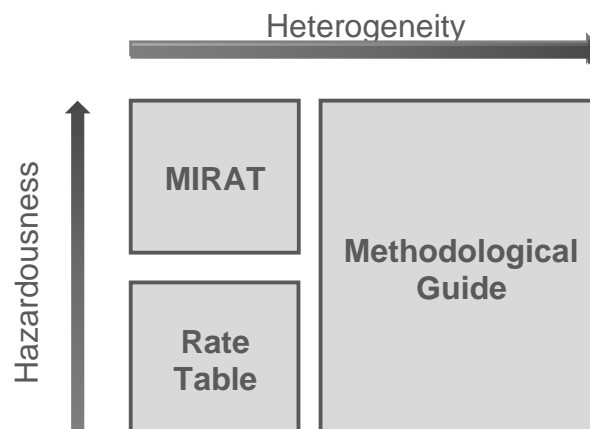 Heterogeneity
Hazardousness
MIRAT
Methodological
Guide
Rate
Table